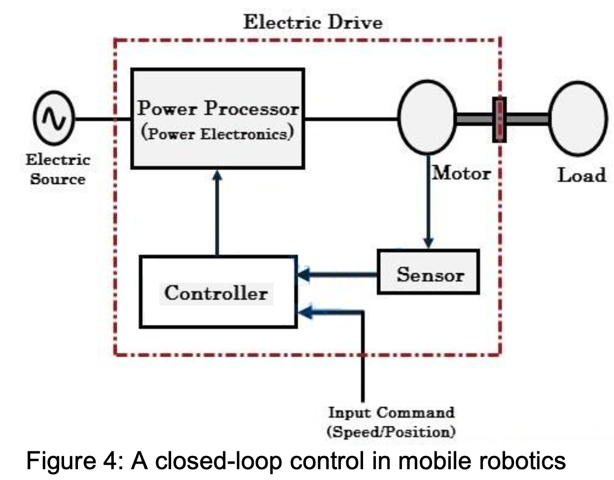 Electric Drive
Power Processor
(Power Electronics)
Electric
Source
Motor
Load
Sensor
Controller
Input Command
(Speed/Position)
Figure 4: A closed-loop control in mobile robotics